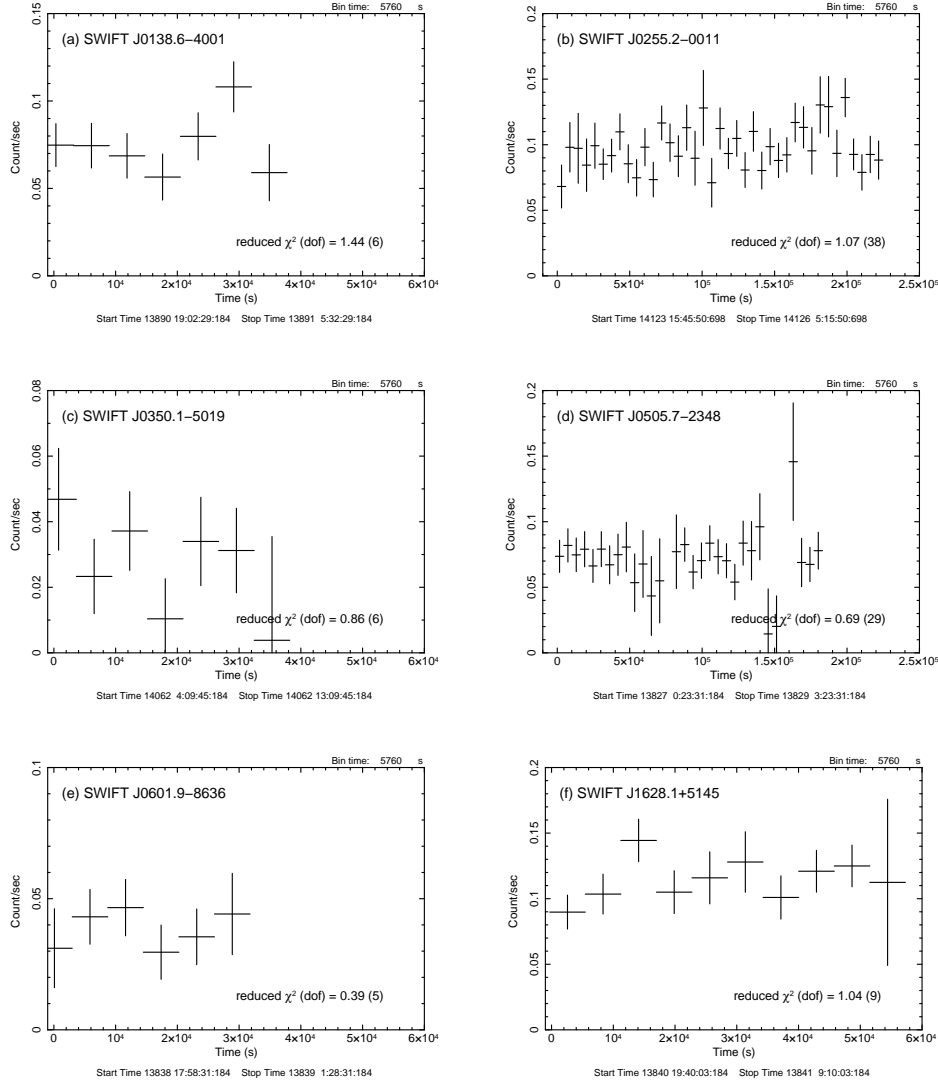 Bin time: 5760 s
(a) SWIFT J0138.6−4001
Count/sec
0 0.05 0.1 0.15
reduced χ² (dof) = 1.44 (6)
0 10⁴ 2×10⁴ 3×10⁴ 4×10⁴ 5×10⁴ 6×10⁴
Time (s)
Start Time 13890 19:02:29:184 Stop Time 13891 5:32:29:184
Bin time: 5760 s
(b) SWIFT J0255.2−0011
Count/sec
0 0.05 0.1 0.15 0.2
reduced χ² (dof) = 1.07 (38)
0 5×10⁴ 10⁵ 1.5×10⁵ 2×10⁵ 2.5×10⁵
Time (s)
Start Time 14123 15:45:50:698 Stop Time 14126 5:15:50:698
Bin time: 5760 s
(c) SWIFT J0350.1−5019
Count/sec
0 0.02 0.04 0.06 0.08
reduced χ² (dof) = 0.86 (6)
0 10⁴ 2×10⁴ 3×10⁴ 4×10⁴ 5×10⁴ 6×10⁴
Time (s)
Start Time 14062 4:09:45:184 Stop Time 14062 13:09:45:184
Bin time: 5760 s
(d) SWIFT J0505.7−2348
Count/sec
0 0.05 0.1 0.15 0.2
reduced χ² (dof) = 0.69 (29)
0 5×10⁴ 10⁵ 1.5×10⁵ 2×10⁵ 2.5×10⁵
Time (s)
Start Time 13827 0:23:31:184 Stop Time 13829 3:23:31:184
Bin time: 5760 s
(e) SWIFT J0601.9−8636
Count/sec
0 0.05 0.1
reduced χ² (dof) = 0.39 (5)
0 10⁴ 2×10⁴ 3×10⁴ 4×10⁴ 5×10⁴ 6×10⁴
Time (s)
Start Time 13838 17:58:31:184 Stop Time 13839 1:28:31:184
Bin time: 5760 s
(f) SWIFT J1628.1+5145
Count/sec
0 0.05 0.1 0.15 0.2
reduced χ² (dof) = 1.04 (9)
0 10⁴ 2×10⁴ 3×10⁴ 4×10⁴ 5×10⁴ 6×10⁴
Time (s)
Start Time 13840 19:40:03:184 Stop Time 13841 9:10:03:184